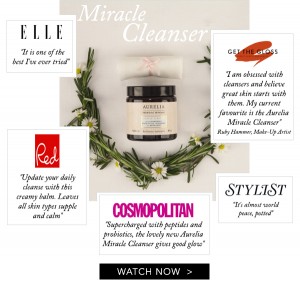 Miracle
Cleanser
ELLE
"It is one of the
best I've ever tried"
GET THE GLOSS
"I am obsessed with
cleansers and believe
great skin starts with
them. My current
favourite is the Aurelia
Miracle Cleanser"
Ruby Hammer, Make-Up Artist
AURELIA
Red
"Update your daily
cleanse with this
creamy balm. Leaves
all skin types supple
and calm"
COSMOPOLITAN
"Supercharged with peptides and
probiotics, the lovely new Aurelia
Miracle Cleanser gives good glow"
STYLIST
"It's almost world
peace, potted"
WATCH NOW >